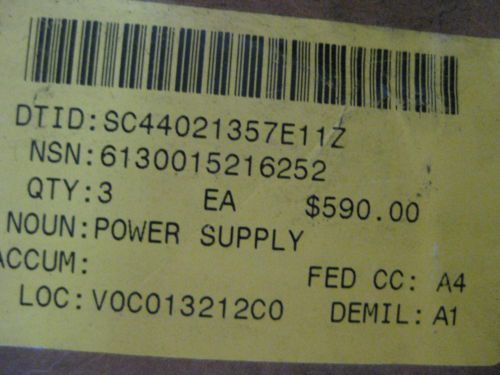 DTID:SC44021357E11Z
NSN:6130015216252
QTY:3 EA $590.00
NOUN:POWER SUPPLY
ACCUM: FED CC: A4
LOC:V0C013212C0 DEMIL:A1